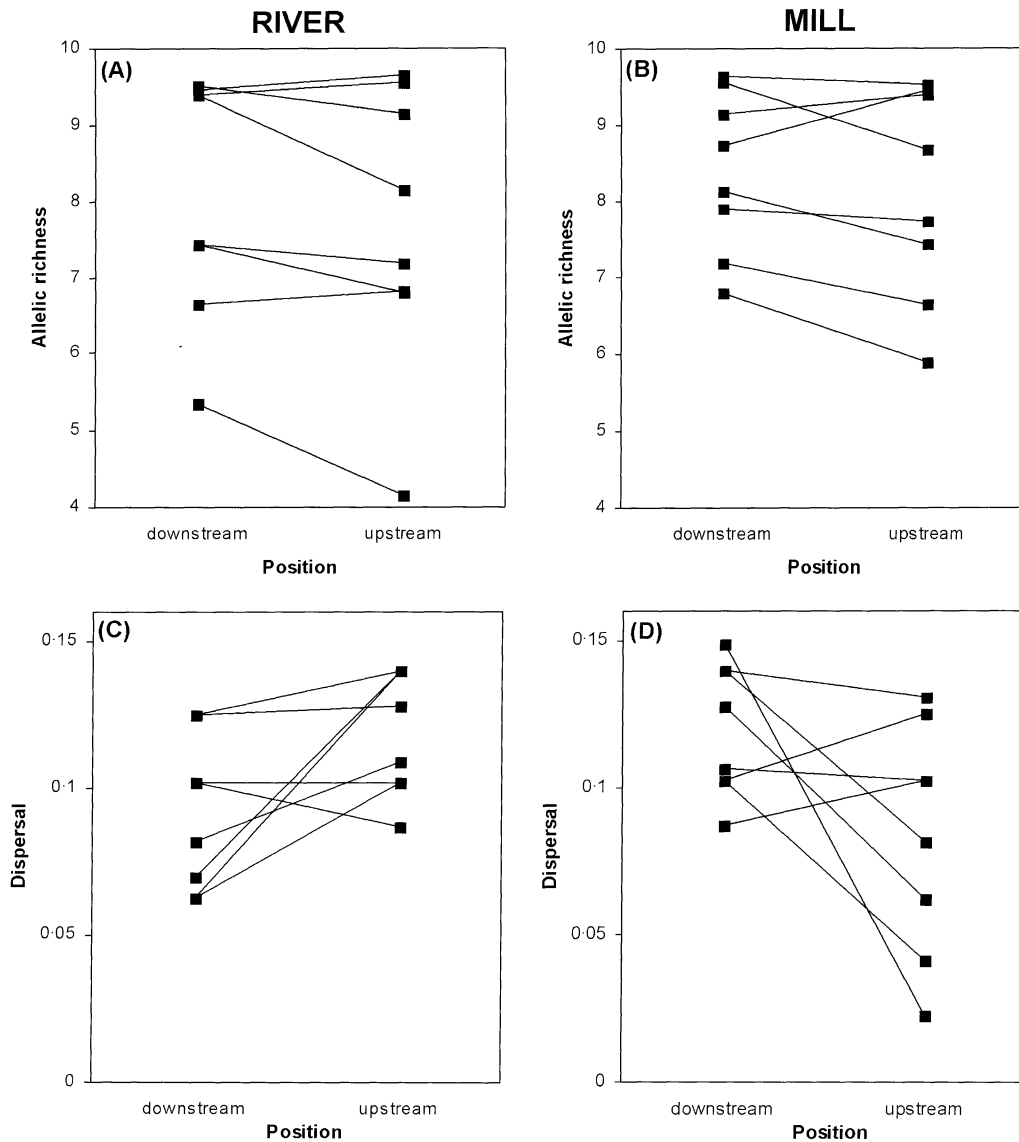 RIVER
MILL
(A)
10
9
8
7
6
5
4
Allelic richness
downstream
upstream
Position
(B)
10
9
8
7
6
5
4
Allelic richness
downstream
upstream
Position
(C)
0·15
0·1
0·05
0
Dispersal
downstream
upstream
Position
(D)
0·15
0·1
0·05
0
Dispersal
downstream
upstream
Position